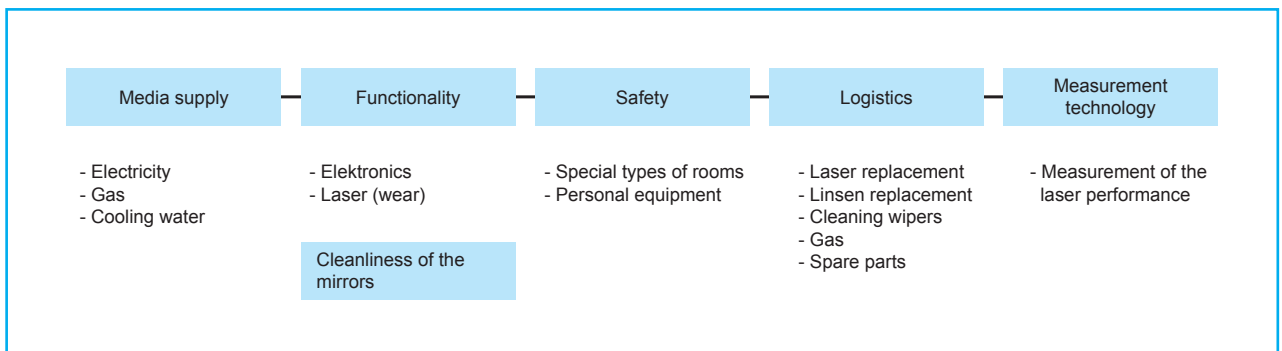 Media supply
Functionality
Safety
Logistics
Measurement
technology
- Electricity
- Gas
- Cooling water
- Elektronics
- Laser (wear)
Cleanliness of the
mirrors
- Special types of rooms
- Personal equipment
- Laser replacement
- Linsen replacement
- Cleaning wipers
- Gas
- Spare parts
- Measurement of the
laser performance